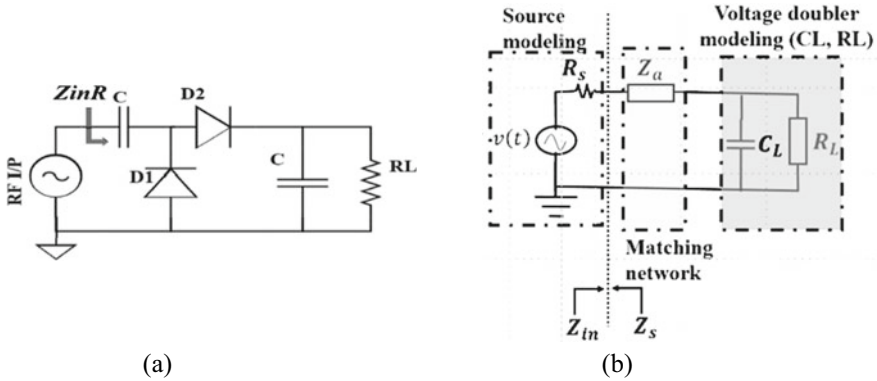 ZinR
C
D2
D1
C
RL
RF I/P
(a)
Source
modeling
Voltage doubler
modeling (CL, RL)
Rs
Za
v(t)
CL
RL
Matching
network
Zin
Zs
(b)